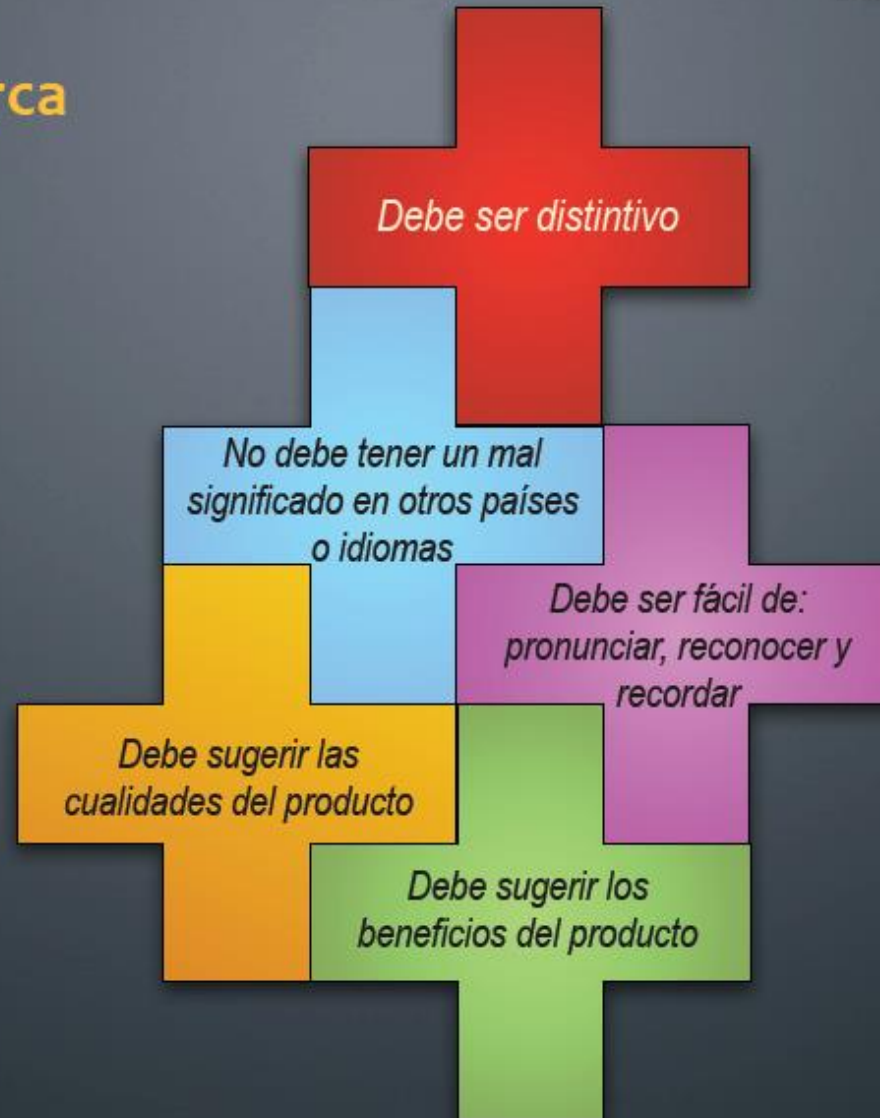 rca
Debe ser distintivo
No debe tener un mal
significado en otros países
o idiomas
Debe ser fácil de:
pronunciar, reconocer y
recordar
Debe sugerir las
cualidades del producto
Debe sugerir los
beneficios del producto